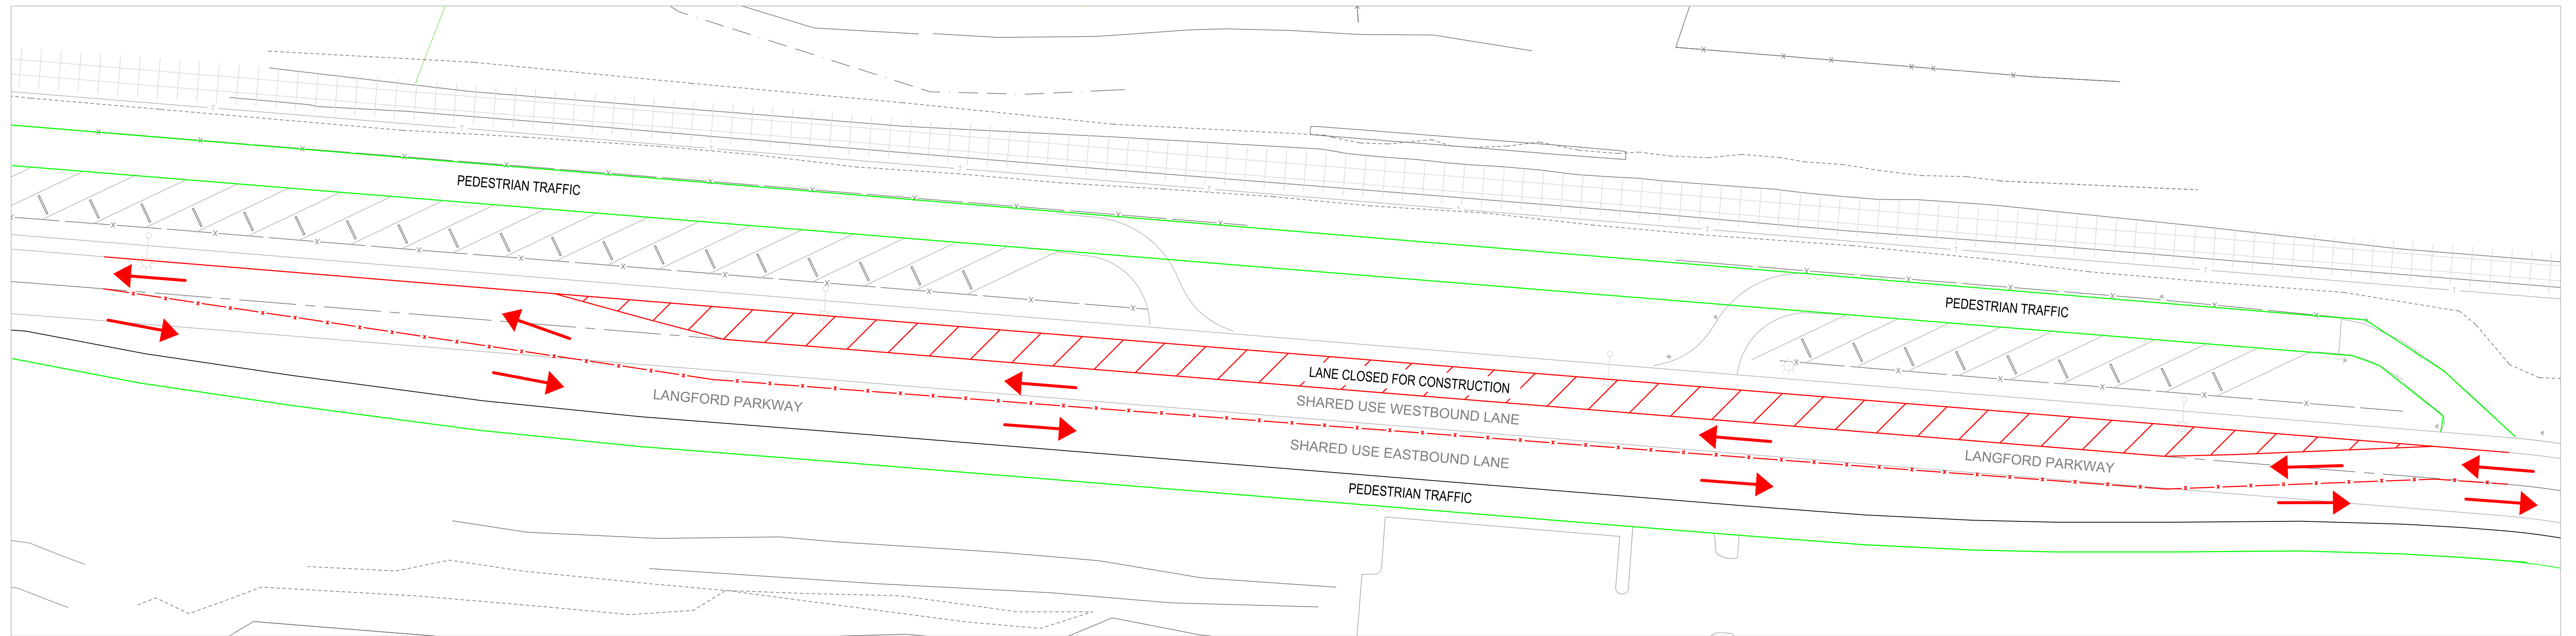 PEDESTRIAN TRAFFIC
PEDESTRIAN TRAFFIC
LANE CLOSED FOR CONSTRUCTION
LANGFORD PARKWAY
SHARED USE WESTBOUND LANE
SHARED USE EASTBOUND LANE
LANGFORD PARKWAY
PEDESTRIAN TRAFFIC